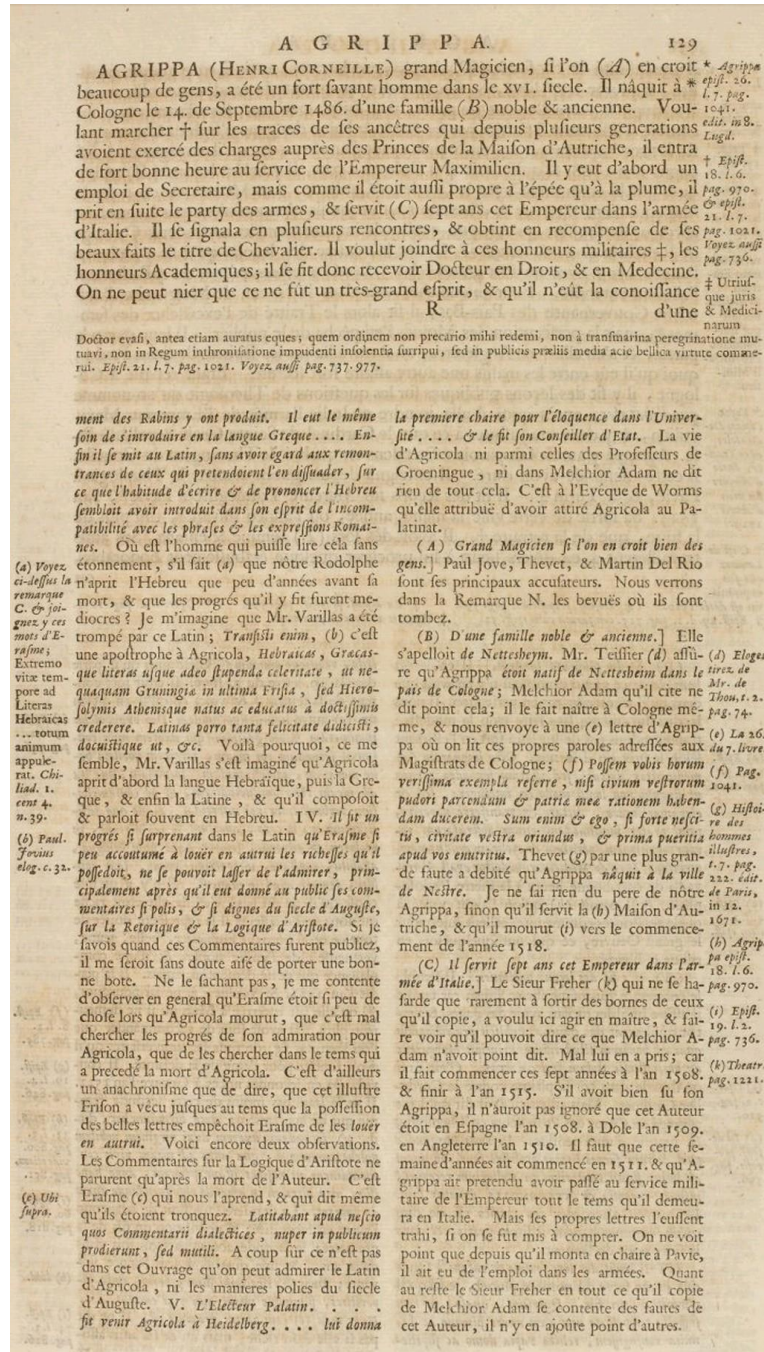 A G R I P P A. 129
AGRIPPA (HENRI CORNEILLE) grand Magicien, si l'on (A) en croit
beaucoup de gens, a été un fort savant homme dans le XVI. siecle. Il nâquit à *
Cologne le 14. de Septembre 1486. d'une famille (B) noble & ancienne. Vou-
lant marcher † sur les traces de ses ancêtres qui depuis plusieurs generations
avoient exercé des charges auprès des Princes de la Maison d'Autriche, il entra
de fort bonne heure au service de l'Empereur Maximilien. Il y eut d'abord un
emploi de Secretaire, mais comme il étoit aussi propre à l'épée qu'à la plume, il
prit en suite le party des armes, & servit (C) sept ans cet Empereur dans l'armée
d'Italie. Il se signala en plusieurs rencontres, & obtint en recompense de ses
beaux faits le titre de Chevalier. Il voulut joindre à ces honneurs militaires ‡, les
honneurs Academiques; il se fit donc recevoir Docteur en Droit, & en Medecine.
On ne peut nier que ce ne fût un très-grand esprit, & qu'il n'eût la conoissance
R d'une
* Agrippa
epist. 26.
l. 7. pag.
1041.
edit. in 8.
Lugd.
† Epist.
18. l. 6.
pag. 970.
& epist.
21. l. 7.
pag. 1021.
Voyez aussi
pag. 736.
‡ Utrius-
que juris
& Medici-
narum
Doctor evasi, antea etiam auratus eques; quem ordinem non precario mihi redemi, non à transmarina peregrinatione mu-
tuavi, non in Regum inthronisatione impudenti insolentia surripui, sed in publicis præliis media acie bellica virtute comme-
rui. Epist. 21. l. 7. pag. 1021. Voyez aussi pag. 737. 977.
ment des Rabins y ont produit. Il eut le même
soin de s'introduire en la langue Greque .... En-
fin il se mit au Latin, sans avoir egard aux remon-
trances de ceux qui pretendoient l'en dissuader, sur
ce que l'habitude d'écrire & de prononcer l'Hebreu
sembloit avoir introduit dans son esprit de l'incom-
patibilité avec les phrases & les expressions Romai-
nes. Où est l'homme qui puisse lire cela sans
étonnement, s'il sait (a) que nôtre Rodolphe
n'aprit l'Hebreu que peu d'années avant sa
mort, & que les progrés qu'il y fit furent me-
diocres? Je m'imagine que Mr. Varillas a été
trompé par ce Latin; Transisti enim, (b) c'est
une apostrophe à Agricola, Hebraicas, Græcas-
que literas usque adeo stupenda celeritate, ut ne-
quaquam Gruningiæ in ultima Frisia, sed Hiero-
solymis Athenisque natus ac educatus à doctissimis
crederere. Latinas porro tanta felicitate didicisti,
docuistique ut, &c. Voilà pourquoi, ce me
semble, Mr. Varillas s'est imaginé qu'Agricola
aprit d'abord la langue Hebraïque, puis la Gre-
que, & enfin la Latine, & qu'il composoit
& parloit souvent en Hebreu. IV. Il fit un
progrés si surprenant dans le Latin qu'Erasme si
peu accoutumé à louër en autrui les richesses qu'il
possedoit, ne se pouvoit lasser de l'admirer, prin-
cipalement après qu'il eut donné au public ses com-
mentaires si polis, & si dignes du siecle d'Auguste,
sur la Retorique & la Logique d'Aristote. Si je
savois quand ces Commentaires furent publiez,
il me seroit sans doute aisé de porter une bon-
ne bote. Ne le sachant pas, je me contente
d'observer en general qu'Erasme étoit si peu de
chose lors qu'Agricola mourut, que c'est mal
chercher les progrés de son admiration pour
Agricola, que de les chercher dans le tems qui
a precedé la mort d'Agricola. C'est d'ailleurs
un anachronisme que de dire, que cet illustre
Frison a vécu jusques au tems que la possession
des belles lettres empêchoit Erasme de les louër
en autrui. Voici encore deux observations.
Les Commentaires sur la Logique d'Aristote ne
parurent qu'après la mort de l'Auteur. C'est
Erasme (c) qui nous l'aprend, & qui dit même
qu'ils étoient tronquez. Latitabant apud nescio
quos Commentarii dialectices, nuper in publicum
prodierunt, sed mutili. A coup sûr ce n'est pas
dans cet Ouvrage qu'on peut admirer le Latin
d'Agricola, ni les manieres polies du siecle
d'Auguste. V. L'Electeur Palatin. . . .
fit venir Agricola à Heidelberg. . . . lui donna
(a) Voyez
ci-dessus la
remarque
C. & joi-
gnez y ces
mots d'E-
rasme;
Extremo
vitæ tem-
pore ad
Literas
Hebraicas
... totum
animum
appule-
rat. Chi-
liad. 1.
cent 4.
n. 39.
(b) Paul.
Jovius
elog. c. 32.
(c) Ubi
supra.
la premiere chaire pour l'éloquence dans l'Univer-
sité .... & le fit son Conseiller d'Etat. La vie
d'Agricola ni parmi celles des Professeurs de
Groeningue, ni dans Melchior Adam ne dit
rien de tout cela. C'est à l'Evêque de Worms
qu'elle attribuë d'avoir attiré Agricola au Pa-
latinat.
(A) Grand Magicien si l'on en croit bien des
gens.] Paul Jove, Thevet, & Martin Del Rio
sont ses principaux accusateurs. Nous verrons
dans la Remarque N. les bevuës où ils sont
tombez.
(B) D'une famille noble & ancienne.] Elle
s'apelloit de Nettesheym. Mr. Teissier (d) assû-
re qu'Agrippa étoit natif de Nettesheim dans le
païs de Cologne; Melchior Adam qu'il cite ne
dit point cela; il le fait naître à Cologne mê-
me, & nous renvoye à une (e) lettre d'Agrip-
pa où on lit ces propres paroles adressées aux
Magistrats de Cologne; (f) Possem vobis horum
verissima exempla referre, nisi civium vestrorum
pudori parcendum & patriæ meæ rationem haben-
dam ducerem. Sum enim & ego, si forte nesci-
tis, civitate vestra oriundus, & prima pueritia
apud vos enutritus. Thevet (g) par une plus gran-
de faute a debité qu'Agrippa nâquit à la ville
de Nestre. Je ne sai rien du pere de nôtre
Agrippa, sinon qu'il servit la (h) Maison d'Au-
triche, & qu'il mourut (i) vers le commence-
ment de l'année 1518.
(C) Il servit sept ans cet Empereur dans l'ar-
mée d'Italie.] Le Sieur Freher (k) qui ne se ha-
sarde que rarement à sortir des bornes de ceux
qu'il copie, a voulu ici agir en maître, & fai-
re voir qu'il pouvoit dire ce que Melchior A-
dam n'avoit point dit. Mal lui en a pris; car
il fait commencer ces sept années à l'an 1508.
& finir à l'an 1515. S'il avoit bien su son
Agrippa, il n'auroit pas ignoré que cet Auteur
étoit en Espagne l'an 1508. à Dole l'an 1509.
en Angleterre l'an 1510. Il faut que cette se-
maine d'années ait commencé en 1511. & qu'A-
grippa ait pretendu avoir passé au service mili-
taire de l'Empereur tout le tems qu'il demeu-
ra en Italie. Mais ses propres lettres l'eussent
trahi, si on se fût mis à compter. On ne voit
point que depuis qu'il monta en chaire à Pavie,
il ait eu de l'emploi dans les armées. Quant
au reste le Sieur Freher en tout ce qu'il copie
de Melchior Adam se contente des fautes de
cet Auteur, il n'y en ajoûte point d'autres.
(d) Eloges
tirez de
Mr. de
Thou, t. 2.
pag. 74.
(e) La 26.
du 7. livre
(f) Pag.
1041.
(g) Histoi-
re des
hommes
illustres,
t. 7. pag.
222. édit.
de Paris,
in 12.
1671.
(h) Agrip-
pa epist.
18. l. 6.
pag. 970.
(i) Epist.
19. l. 2.
pag. 736.
(k) Theatr.
pag. 1221.